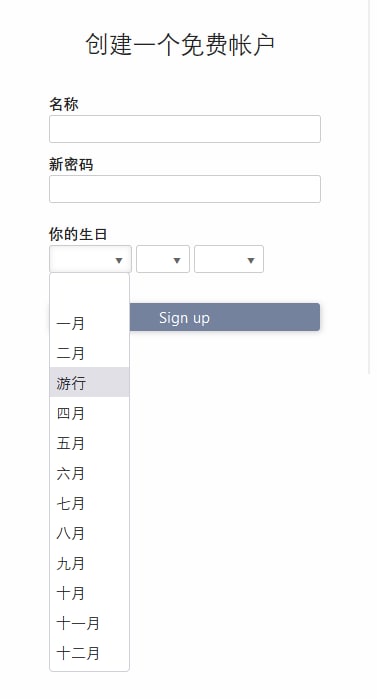 创建一个免费帐户
名称
新密码
你的生日
Sign up
一月
二月
游行
四月
五月
六月
七月
八月
九月
十月
十一月
十二月